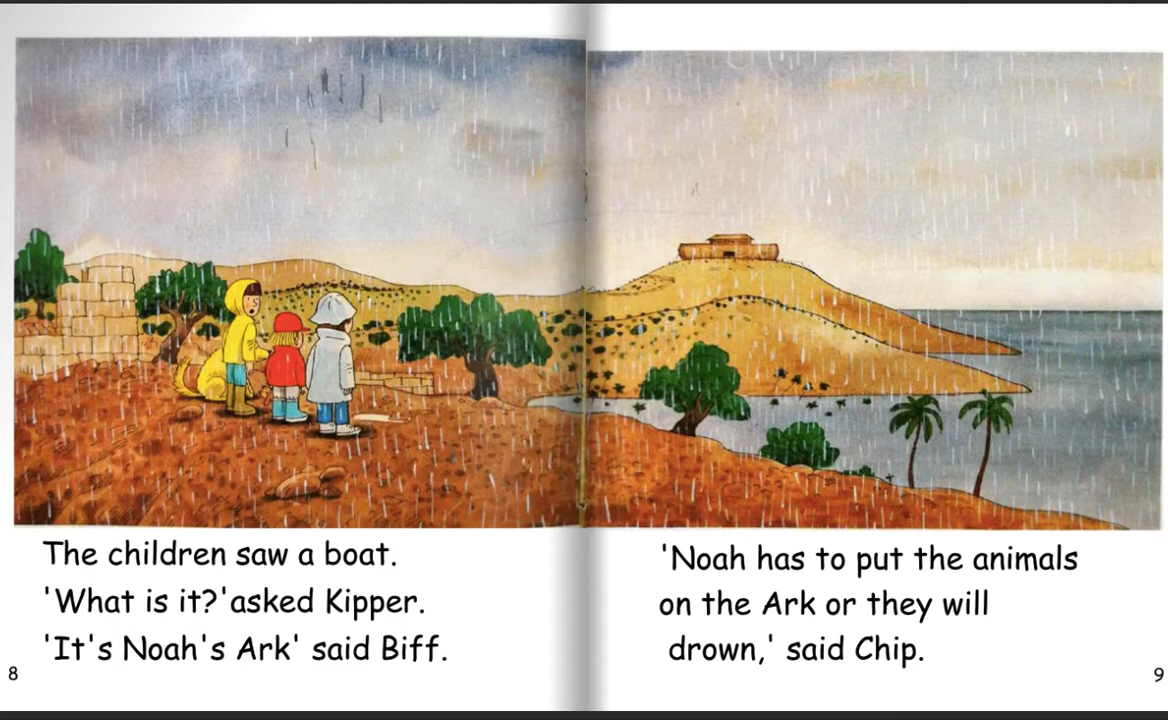 The children saw a boat.
'What is it?'asked Kipper.
'It's Noah's Ark' said Biff.
8
'Noah has to put the animals
on the Ark or they will
drown,' said Chip.
9